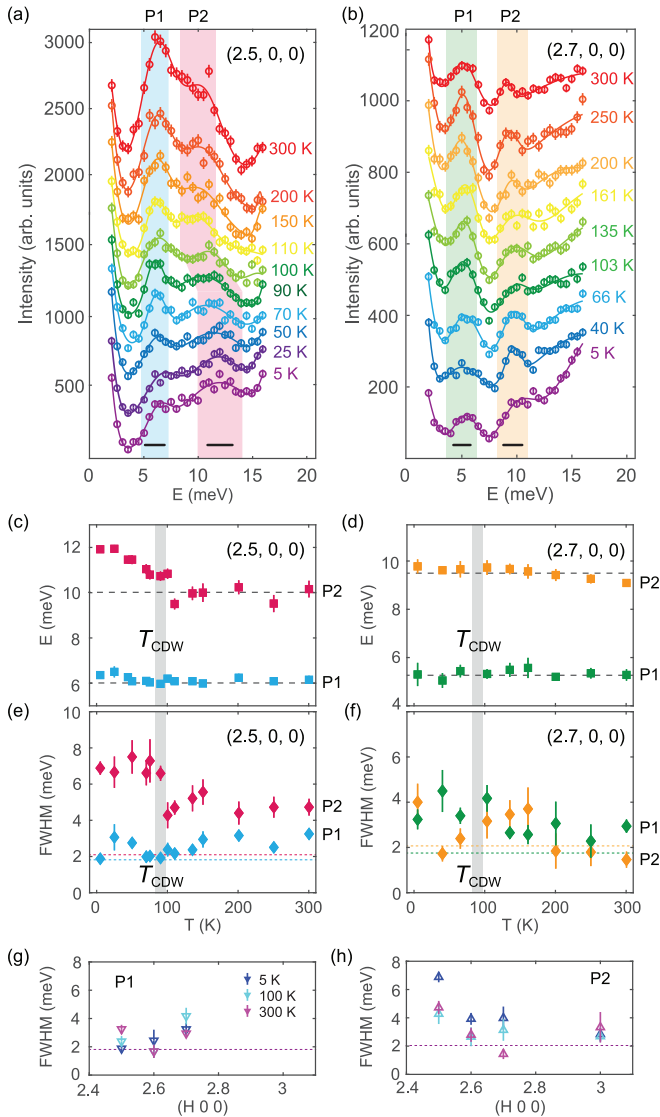 (a) P1 P2
(b) P1 P2
(2.5, 0, 0)
3000
2500
2000
1500
1000
500
Intensity (arb. units)
300 K
200 K
150 K
110 K
100 K
90 K
70 K
50 K
25 K
5 K
0 5 10 15 20
E (meV)
(2.7, 0, 0)
1200
1000
800
600
400
200
Intensity (arb. units)
300 K
250 K
200 K
161 K
135 K
103 K
66 K
40 K
5 K
0 5 10 15 20
E (meV)
(c)
(2.5, 0, 0)
12
10
8
6
E (meV)
P2
TCDW
P1
(d)
(2.7, 0, 0)
10
8
6
4
E (meV)
P2
TCDW
P1
(e)
(2.5, 0, 0)
10
8
6
4
2
0
FWHM (meV)
P2
P1
TCDW
0 100 200 300
T (K)
(f)
(2.7, 0, 0)
6
4
2
0
FWHM (meV)
P1
P2
TCDW
0 100 200 300
T (K)
(g)
P1
5 K
100 K
300 K
8
6
4
2
0
FWHM (meV)
2.4 2.6 2.8 3
(H 0 0)
(h)
P2
8
6
4
2
0
FWHM (meV)
2.4 2.6 2.8 3
(H 0 0)